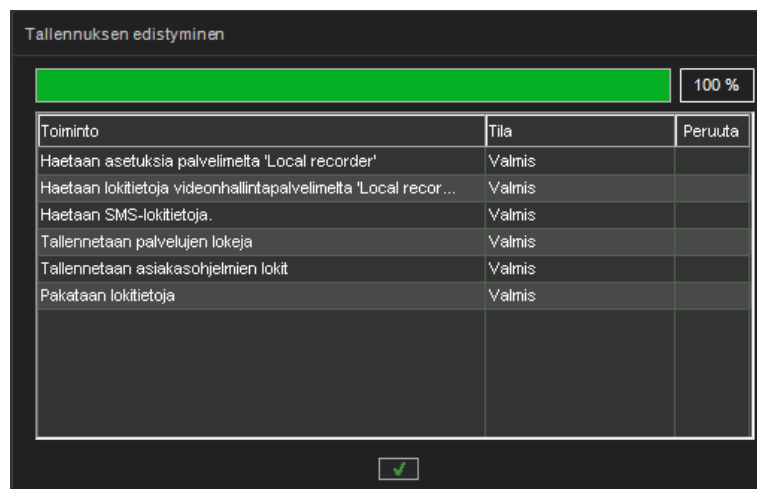 Tallennuksen edistyminen
100 %
Toiminto Tila Peruuta
Haetaan asetuksia palvelimelta 'Local recorder' Valmis
Haetaan lokitietoja videonhallintapalvelimelta 'Local recor... Valmis
Haetaan SMS-lokitietoja. Valmis
Tallennetaan palvelujen lokeja Valmis
Tallennetaan asiakasohjelmien lokit Valmis
Pakataan lokitietoja Valmis